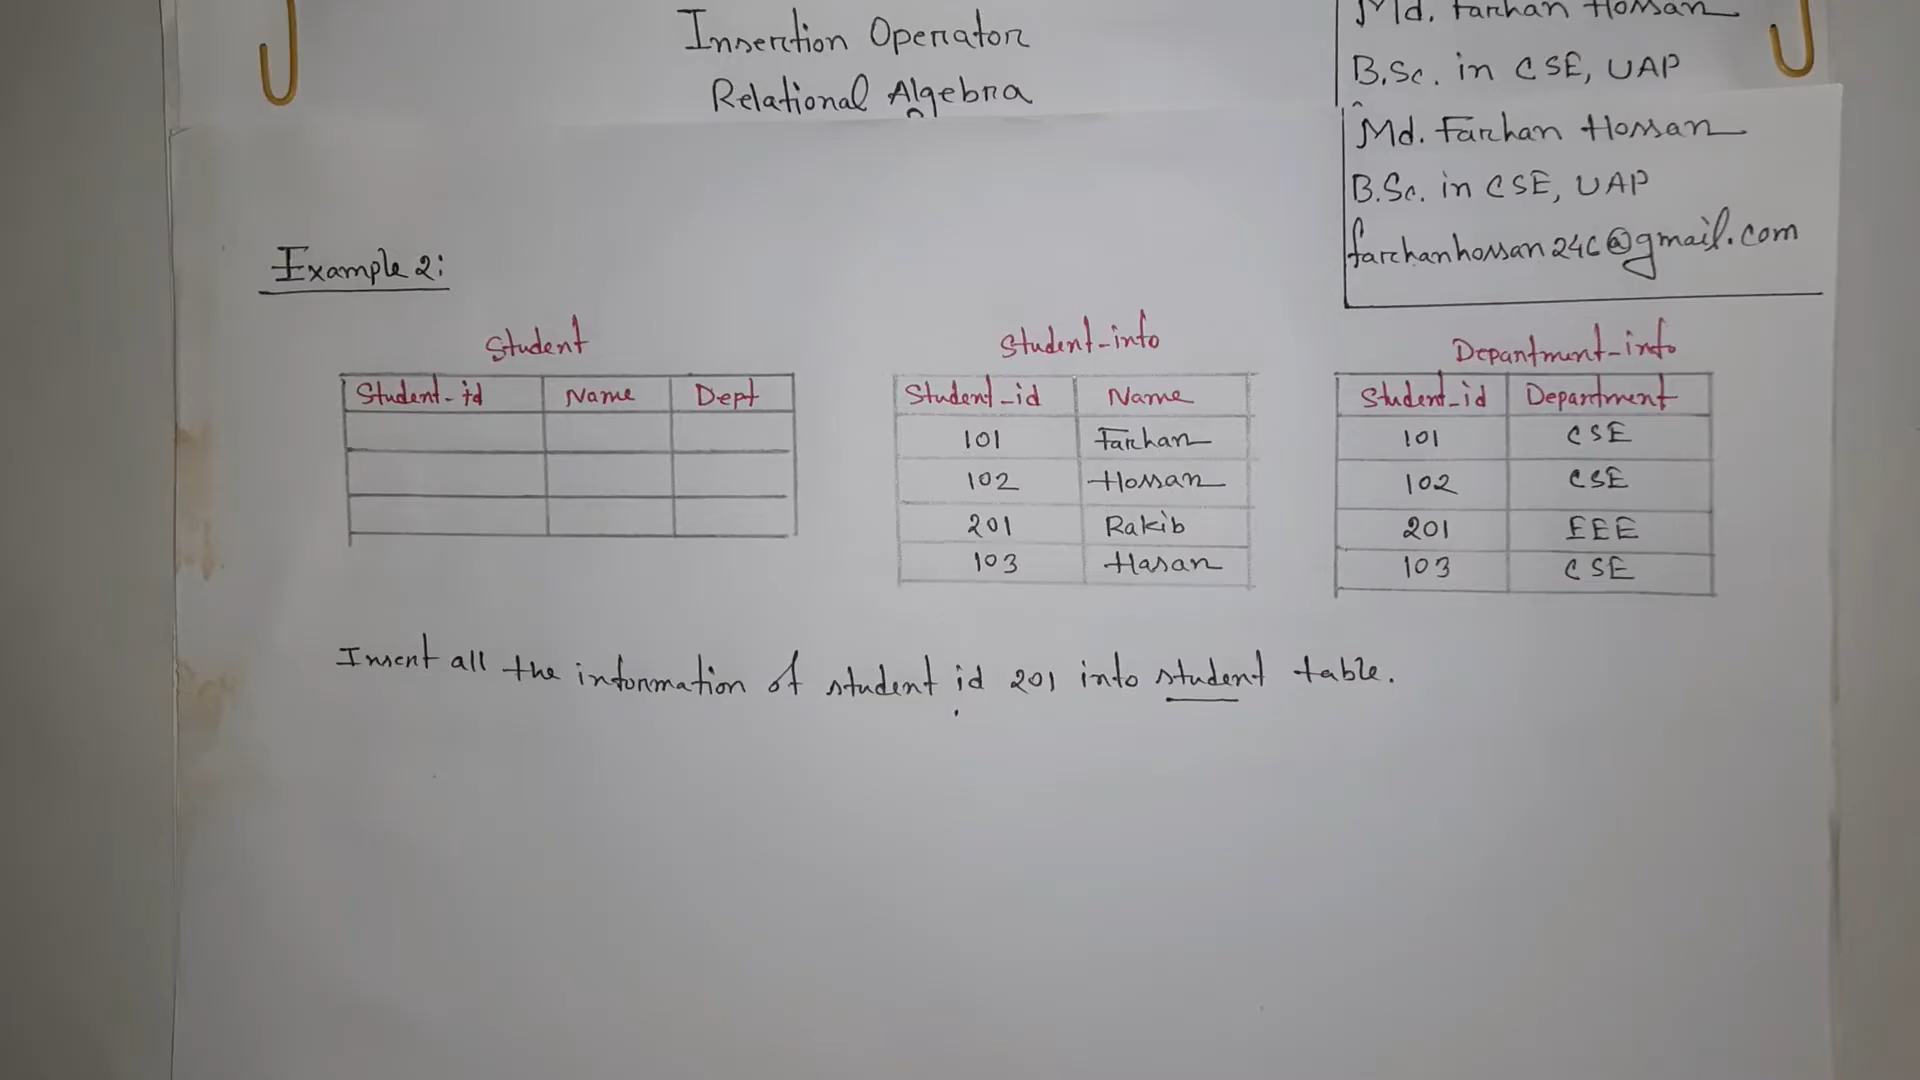 Insertion Operator
Relational Algebra
Md. Farhan Hossan
B.Sc. in CSE, UAP
Md. Farhan Hossan
B.Sc. in CSE, UAP
farhanhossan246@gmail.com
Example 2:
Student
Student-id Name Dept
Student-info
Student_id Name
101 Farhan
102 Hossan
201 Rakib
103 Hasan
Department-info
Student_id Department
101 CSE
102 CSE
201 EEE
103 CSE
Insert all the information of student id 201 into student table.